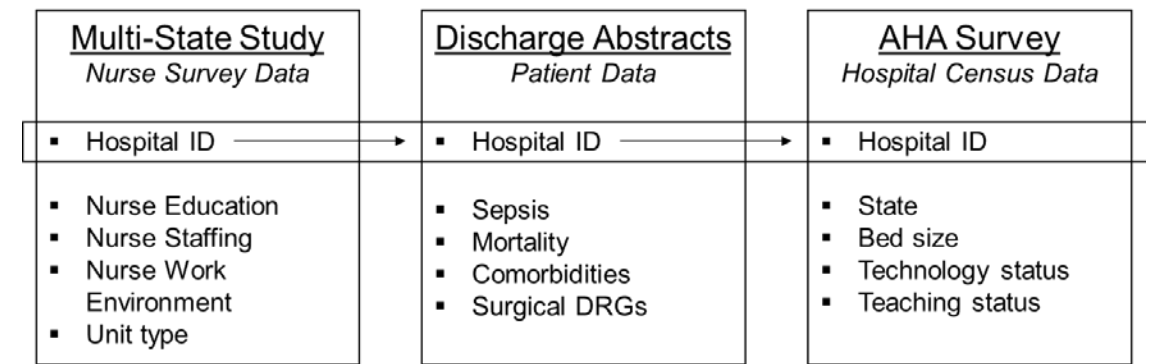 Multi-State Study
Nurse Survey Data
▪ Hospital ID
▪ Nurse Education
▪ Nurse Staffing
▪ Nurse Work
Environment
▪ Unit type
Discharge Abstracts
Patient Data
▪ Hospital ID
▪ Sepsis
▪ Mortality
▪ Comorbidities
▪ Surgical DRGs
AHA Survey
Hospital Census Data
▪ Hospital ID
▪ State
▪ Bed size
▪ Technology status
▪ Teaching status